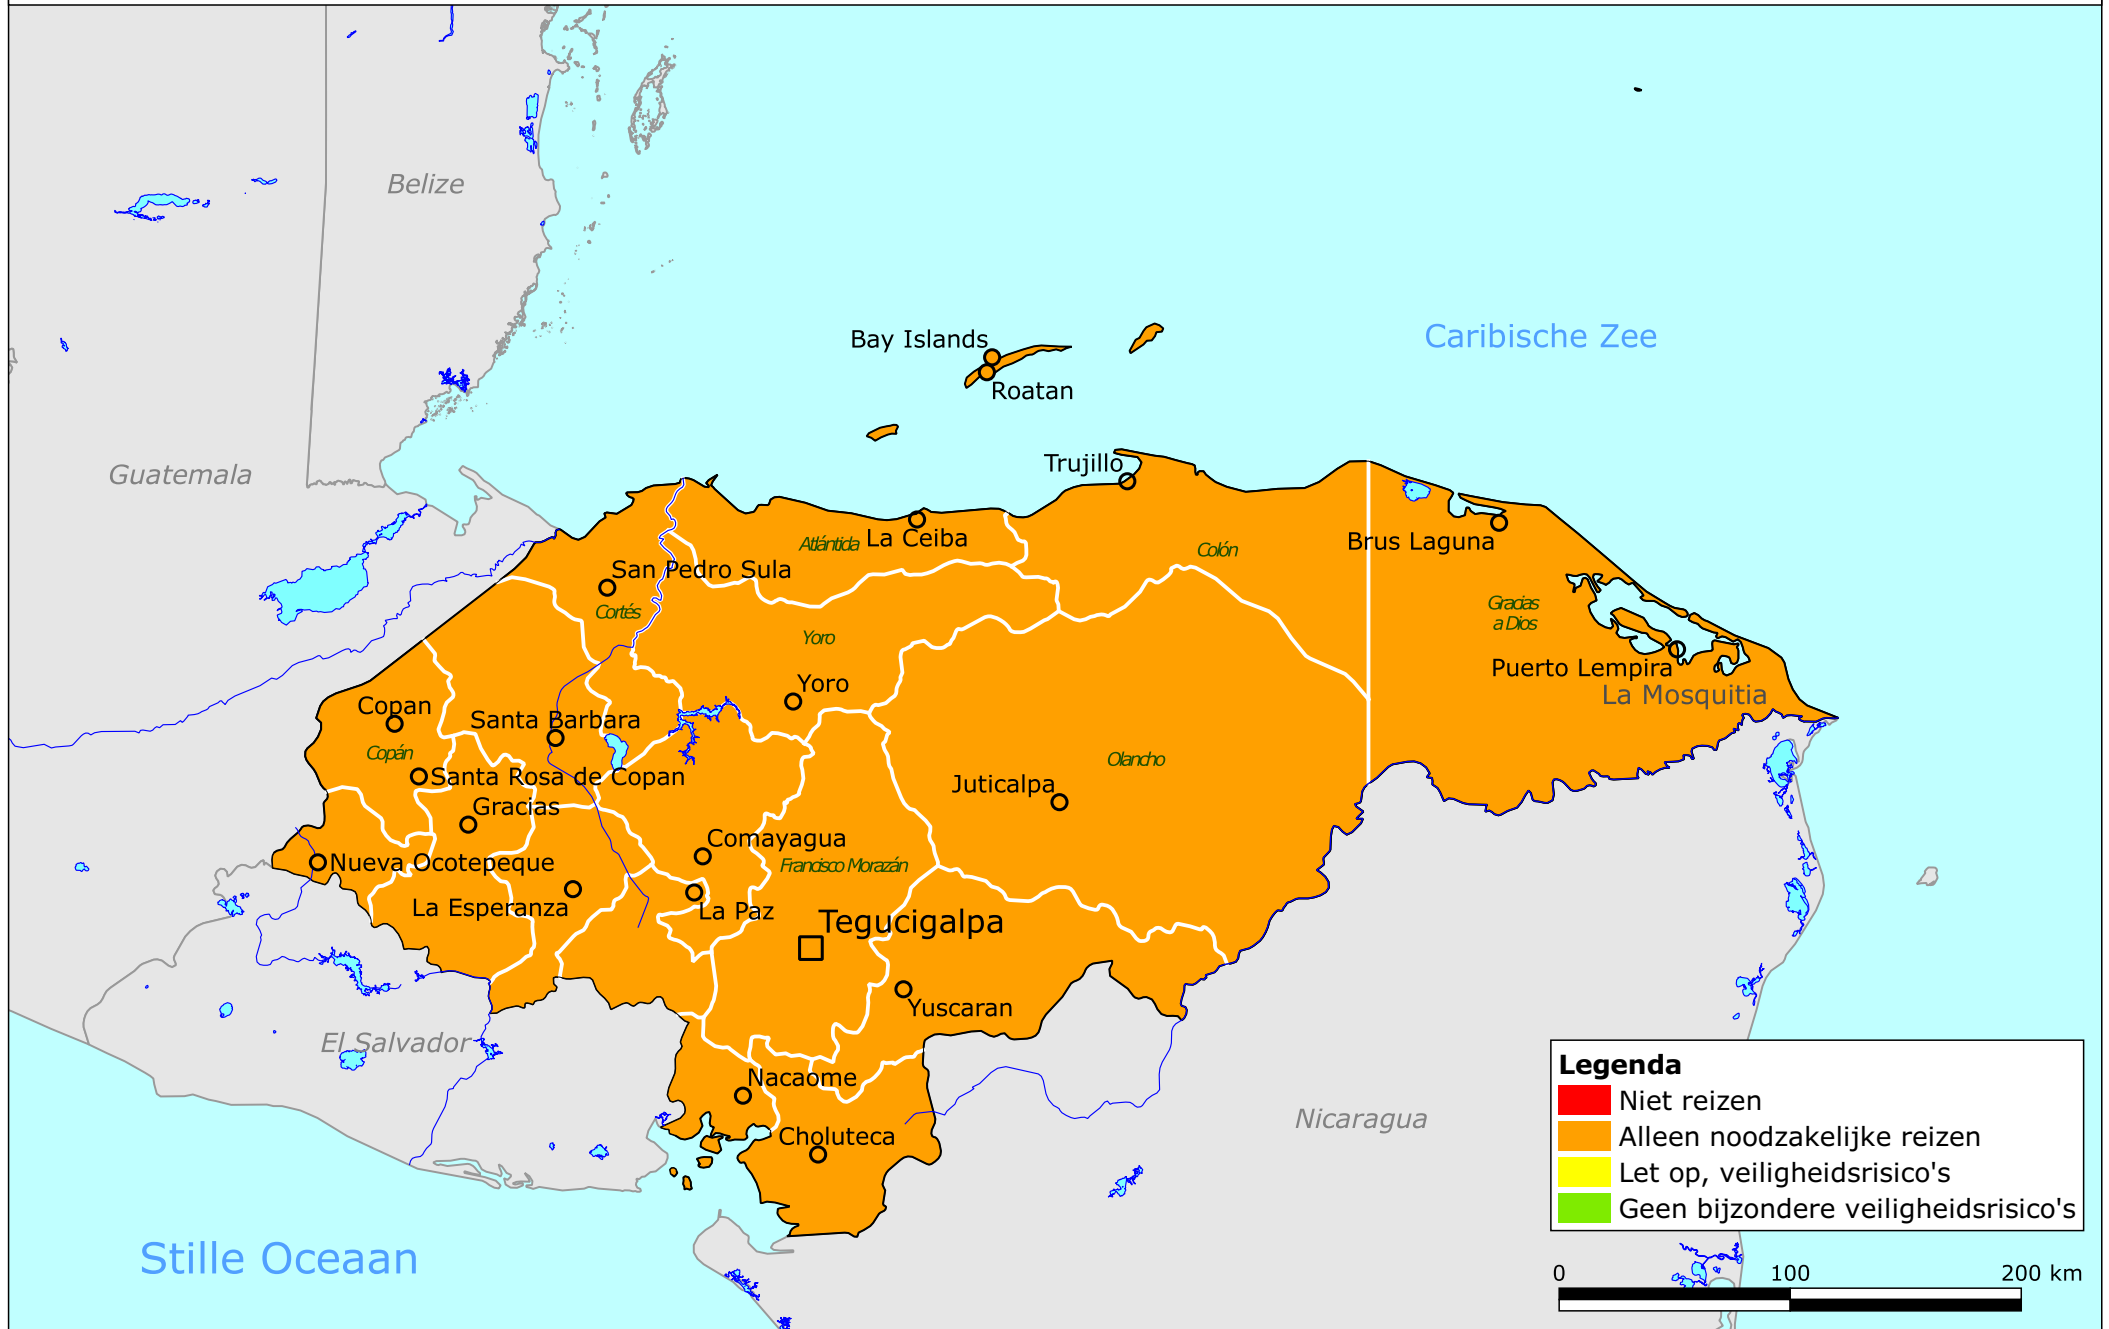 Belize
Bay Islands
Caribische Zee
Roatan
Guatemala
Trujillo
Atlántida
La Ceiba
Colón
Brus Laguna
San Pedro Sula
Cortés
Gracias
a Dios
Yoro
Puerto Lempira
Yoro
La Mosquitia
Copan
Santa Barbara
Copán
Olancho
Santa Rosa de Copan
Juticalpa
Gracias
Comayagua
Nueva Ocotepeque
Francisco Morazán
La Esperanza
La Paz
Tegucigalpa
Yuscaran
El Salvador
Nacaome
Choluteca
Nicaragua
Stille Oceaan
Legenda
Niet reizen
Alleen noodzakelijke reizen
Let op, veiligheidsrisico's
Geen bijzondere veiligheidsrisico's
0 100 200 km